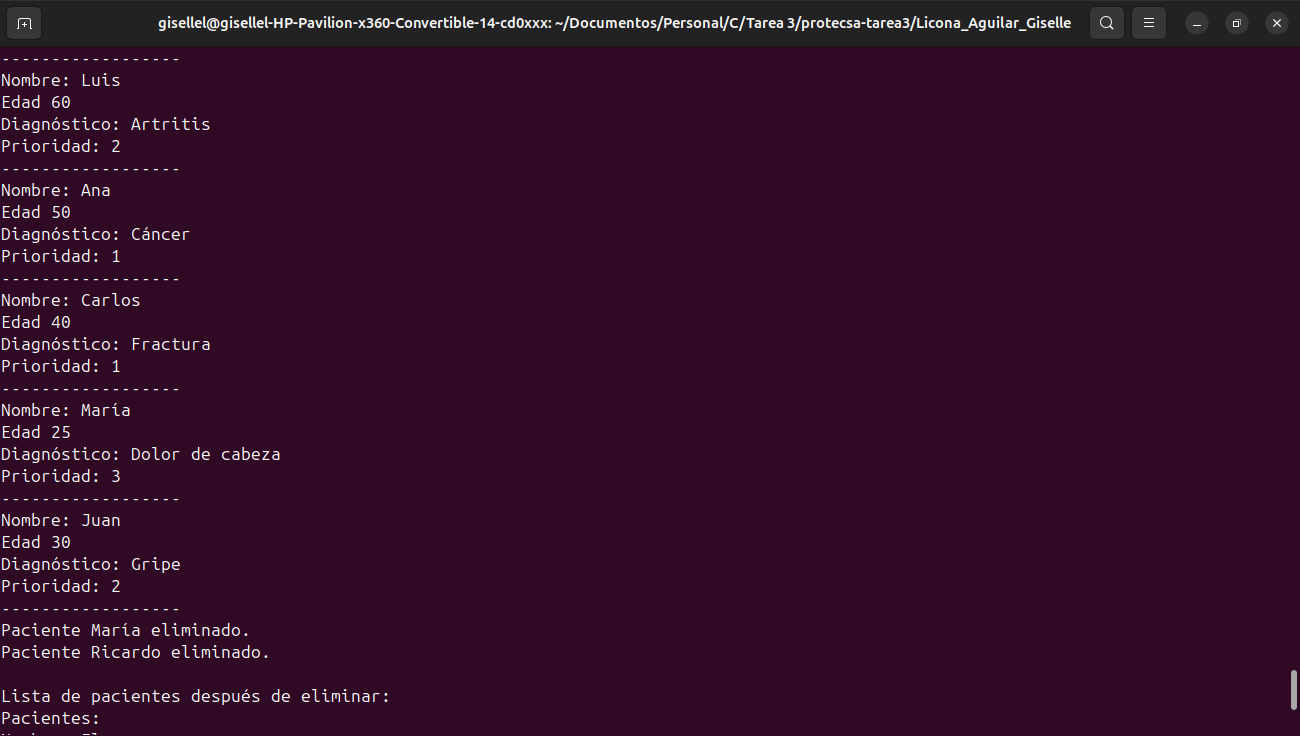 gisellel@gisellel-HP-Pavilion-x360-Convertible-14-cd0xxx: ~/Documentos/Personal/C/Tarea 3/protecsa-tarea3/Licona_Aguilar_Giselle
------------------
Nombre: Luis
Edad 60
Diagnóstico: Artritis
Prioridad: 2
------------------
Nombre: Ana
Edad 50
Diagnóstico: Cáncer
Prioridad: 1
------------------
Nombre: Carlos
Edad 40
Diagnóstico: Fractura
Prioridad: 1
------------------
Nombre: María
Edad 25
Diagnóstico: Dolor de cabeza
Prioridad: 3
------------------
Nombre: Juan
Edad 30
Diagnóstico: Gripe
Prioridad: 2
------------------
Paciente María eliminado.
Paciente Ricardo eliminado.
Lista de pacientes después de eliminar:
Pacientes: